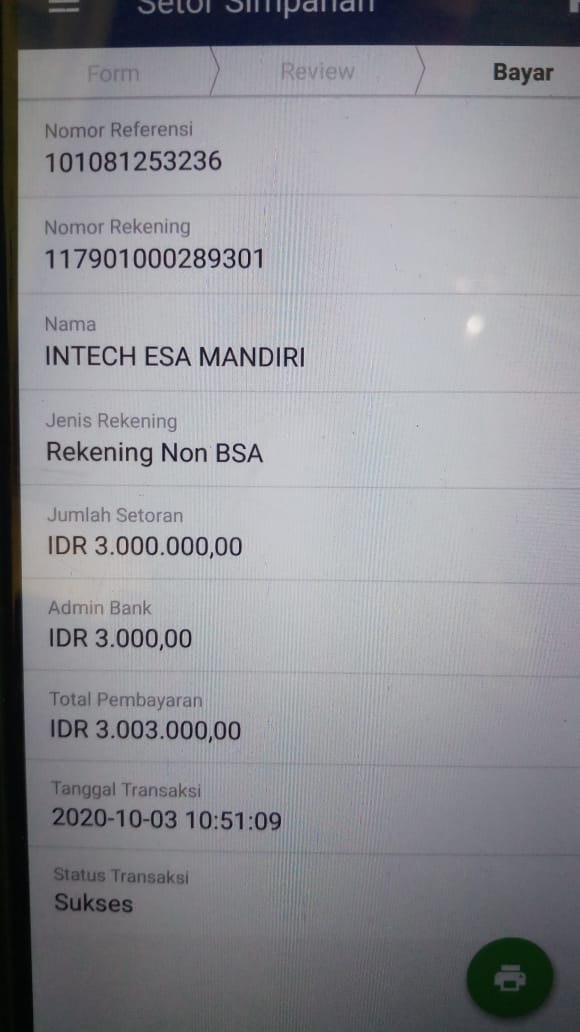 Setor Simpanan
Form
Review
Bayar
Nomor Referensi
101081253236
Nomor Rekening
117901000289301
Nama
INTECH ESA MANDIRI
Jenis Rekening
Rekening Non BSA
Jumlah Setoran
IDR 3.000.000,00
Admin Bank
IDR 3.000,00
Total Pembayaran
IDR 3.003.000,00
Tanggal Transaksi
2020-10-03 10:51:09
Status Transaksi
Sukses